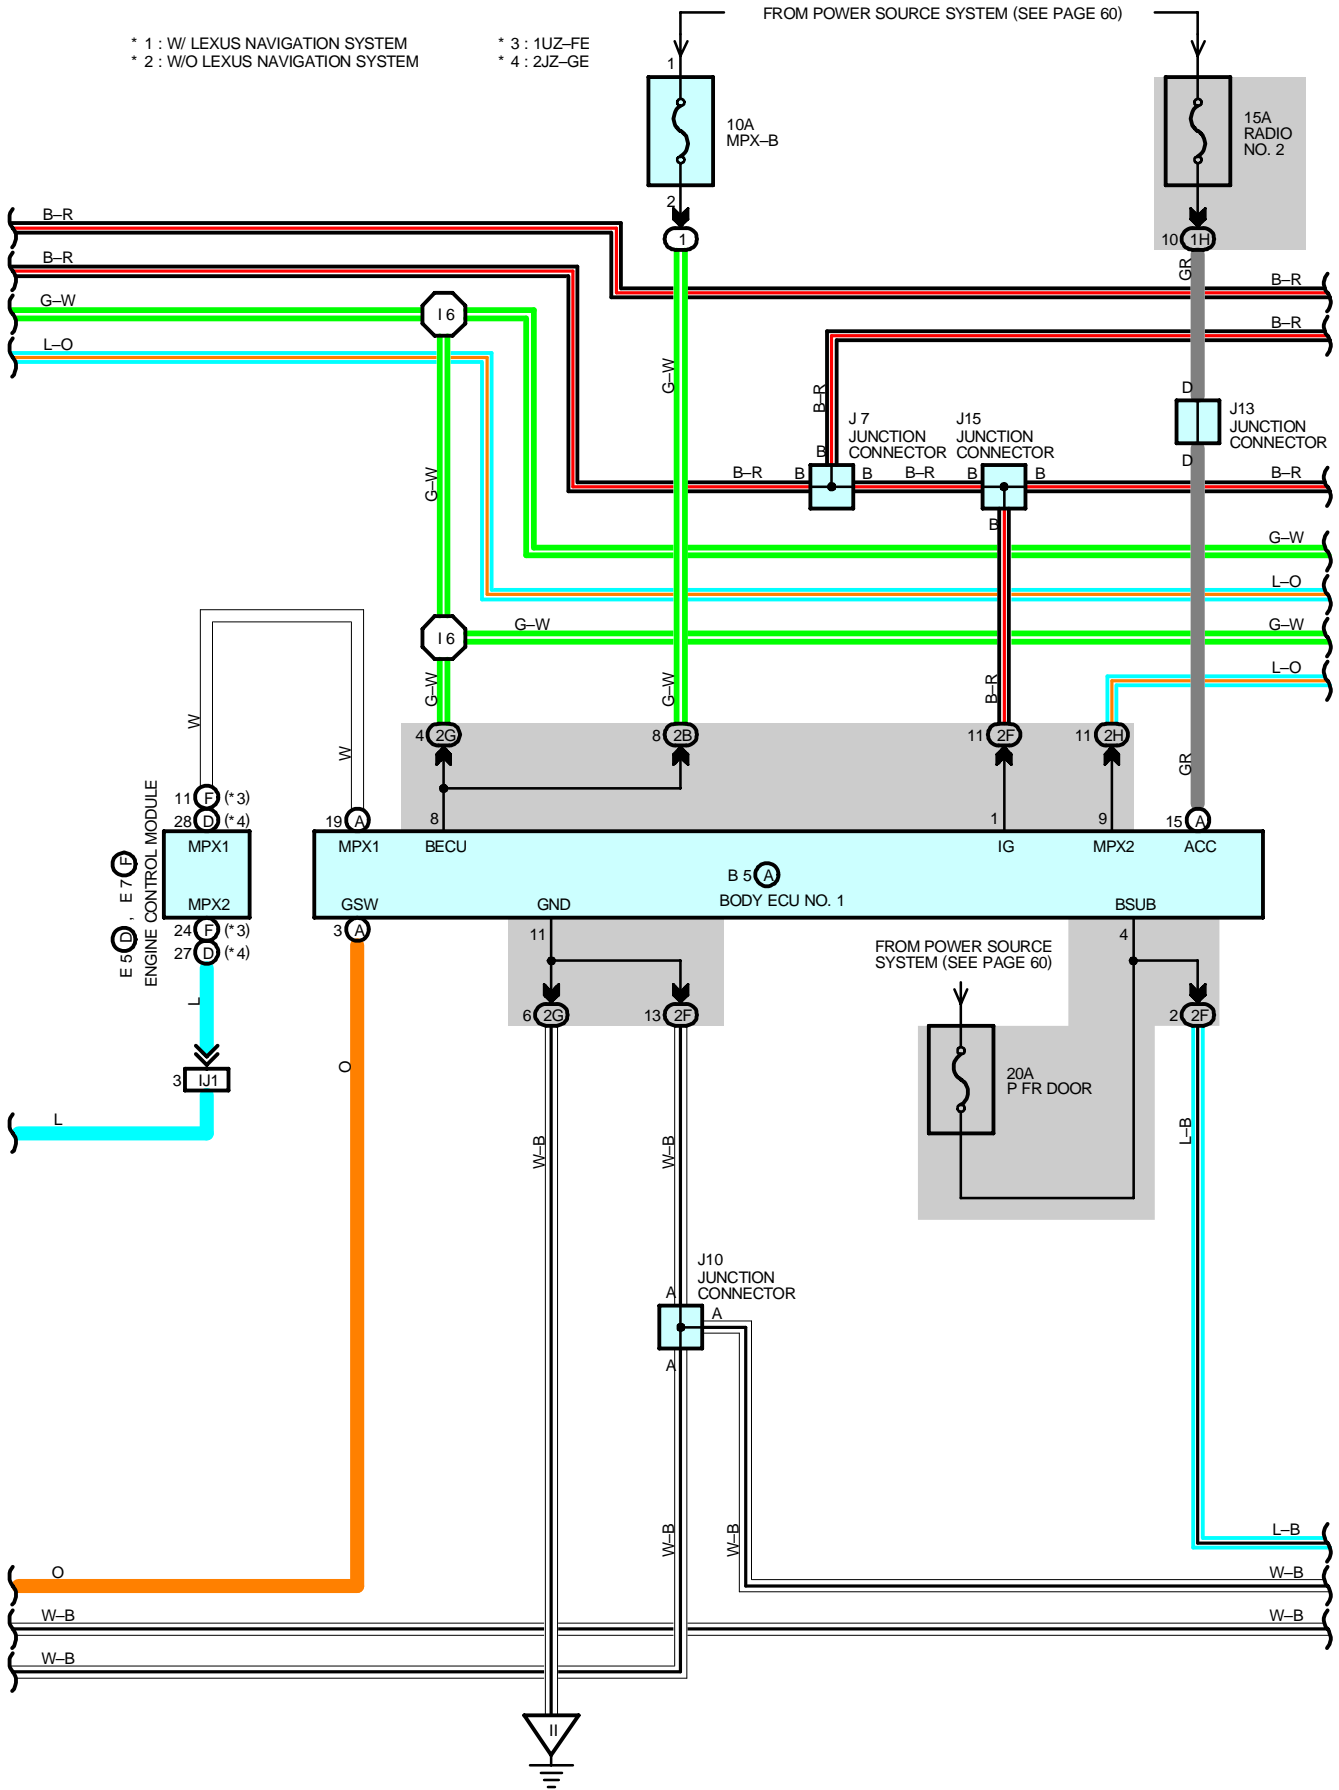 FROM POWER SOURCE SYSTEM (SEE PAGE 60)
* 1 : W/ LEXUS NAVIGATION SYSTEM
* 2 : W/O LEXUS NAVIGATION SYSTEM
* 3 : 1UZ–FE
* 4 : 2JZ–GE
1
10A
MPX–B
2
1
15A
RADIO
NO. 2
10 1H
GR
B–R
B–R
G–W
L–O
I 6
B–R
B–R
G–W
B–R
D
J13
JUNCTION
CONNECTOR
D
J 7
JUNCTION
CONNECTOR
J15
JUNCTION
CONNECTOR
B
B–R
B
B
B–R
B
B
B–R
B
G–W
G–W
L–O
I 6
G–W
G–W
L–O
G–W
G–W
B–R
W
W
4 2G
8 2B
11 2F
11 2H
GR
11 F (*3)
28 D (*4)
19 A
8
1
9
15 A
MPX1
MPX2
E 5 D , E 7 F
ENGINE CONTROL MODULE
MPX1
BECU
IG
MPX2
ACC
B 5 A
BODY ECU NO. 1
GSW
GND
BSUB
24 F (*3)
27 D (*4)
3 A
11
4
FROM POWER SOURCE
SYSTEM (SEE PAGE 60)
L
6 2G
13 2F
2 2F
3 IJ1
O
20A
P FR DOOR
L
W–B
W–B
L–B
J10
JUNCTION
CONNECTOR
A
A
A
W–B
W–B
L–B
O
W–B
W–B
W–B
W–B
II